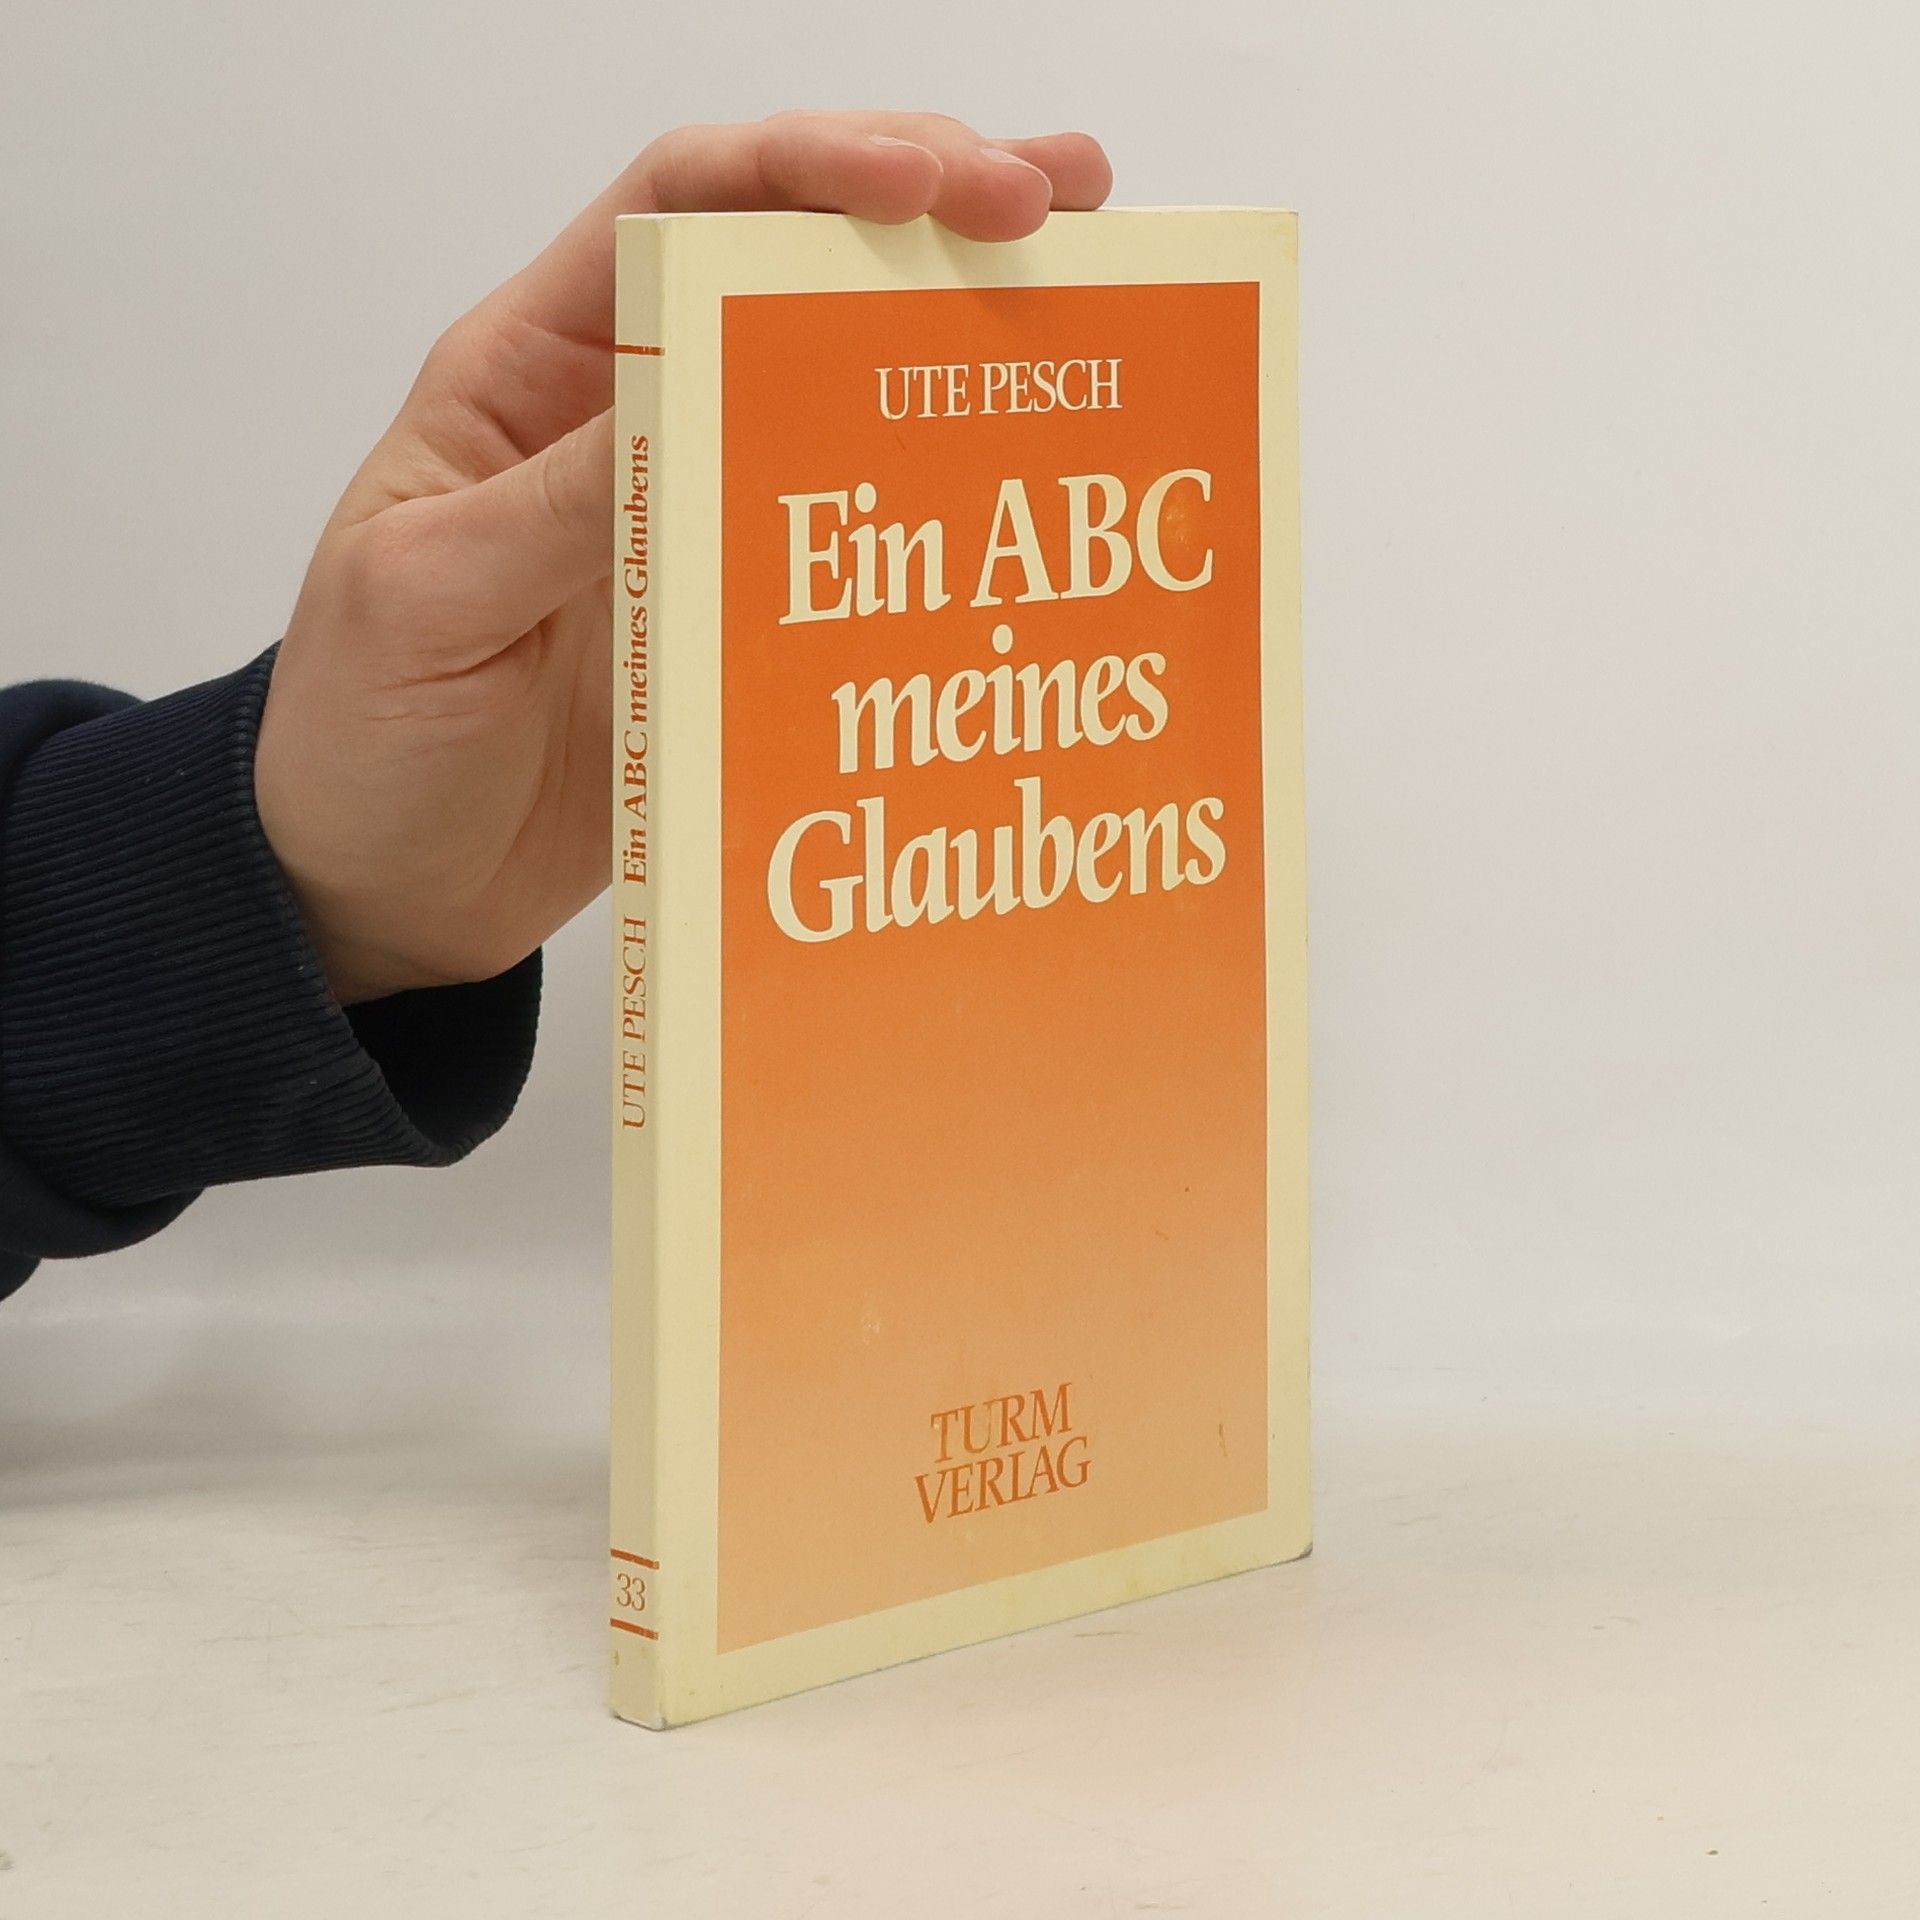 UTE PESCH
Ein ABC
meines
Glaubens
TURM
VERLAG
UTE PESCH Ein ABC meines Glaubens
33